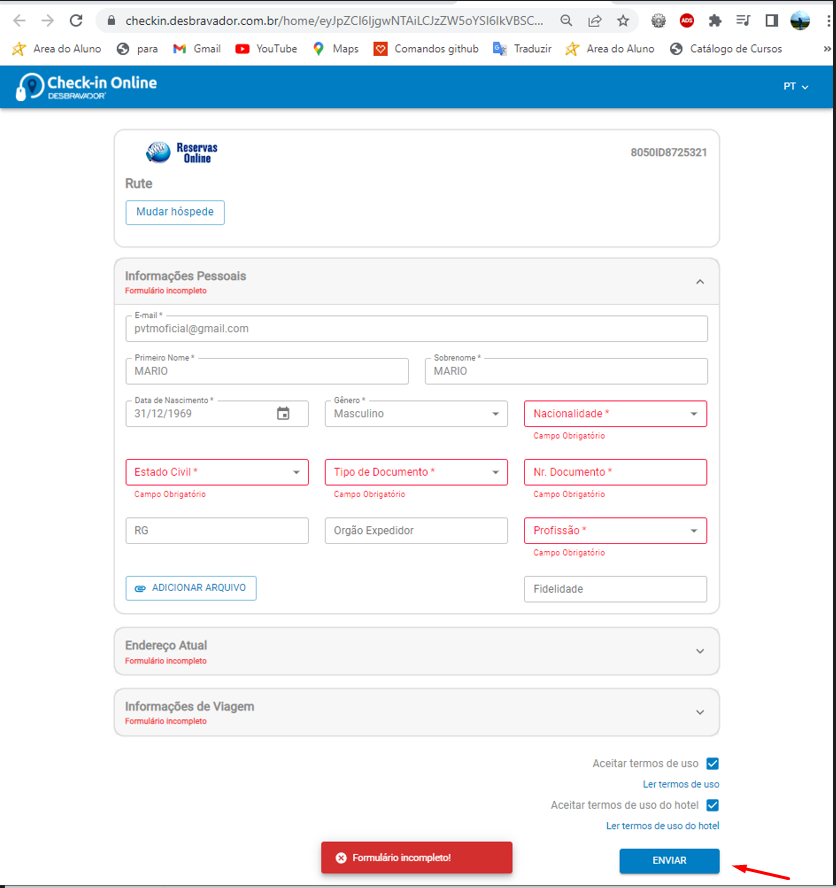 checkin.desbravador.com.br/home/eyJpZCI6IjgwNTAiLCJzZW5oYSI6IkVBSC...
ADS
Area do Aluno para Gmail YouTube Maps Comandos github Traduzir Area do Aluno Catálogo de Cursos »
Check-in Online
DESBRAVADOR
PT
Reservas
Online
8050ID8725321
Rute
Mudar hóspede
Informações Pessoais
Formulário incompleto
E-mail *
pvtmoficial@gmail.com
Primeiro Nome * Sobrenome *
MARIO MARIO
Data de Nascimento * Gênero *
31/12/1969 Masculino Nacionalidade *
Campo Obrigatório
Estado Civil * Tipo de Documento * Nr. Documento *
Campo Obrigatório Campo Obrigatório Campo Obrigatório
RG Orgão Expedidor Profissão *
Campo Obrigatório
ADICIONAR ARQUIVO Fidelidade
Endereço Atual
Formulário incompleto
Informações de Viagem
Formulário incompleto
Aceitar termos de uso
Ler termos de uso
Aceitar termos de uso do hotel
Ler termos de uso do hotel
Formulário incompleto! ENVIAR